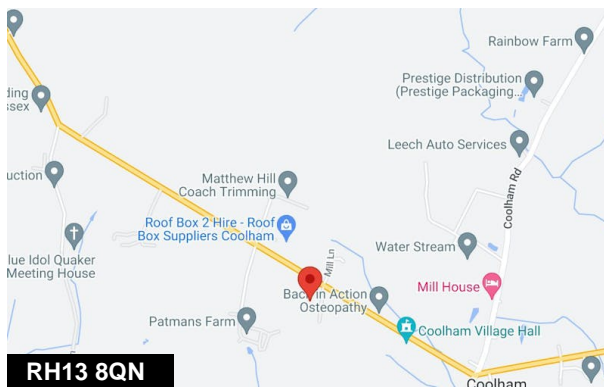 Rainbow Farm
Prestige Distribution
(Prestige Packaging...
ding
ssex
Leech Auto Services
Coolham Rd
uction
Matthew Hill
Coach Trimming
Roof Box 2 Hire - Roof
Box Suppliers Coolham
Mill Ln
Water Stream
lue Idol Quaker
Meeting House
Mill House
Back in Action
Osteopathy
Patmans Farm
Coolham Village Hall
RH13 8QN
Coolham